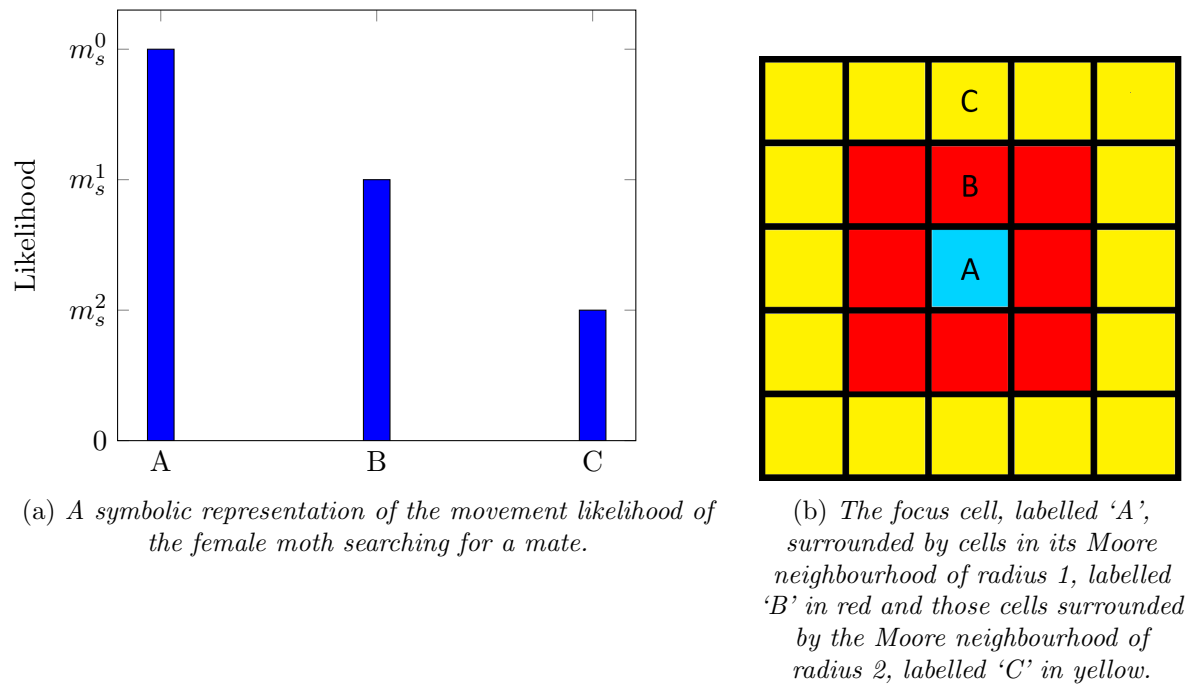 Likelihood
m_s^0
m_s^1
m_s^2
0
A
B
C
(a) A symbolic representation of the movement likelihood of
the female moth searching for a mate.
C
B
A
(b) The focus cell, labelled ‘A’,
surrounded by cells in its Moore
neighbourhood of radius 1, labelled
‘B’ in red and those cells surrounded
by the Moore neighbourhood of
radius 2, labelled ‘C’ in yellow.